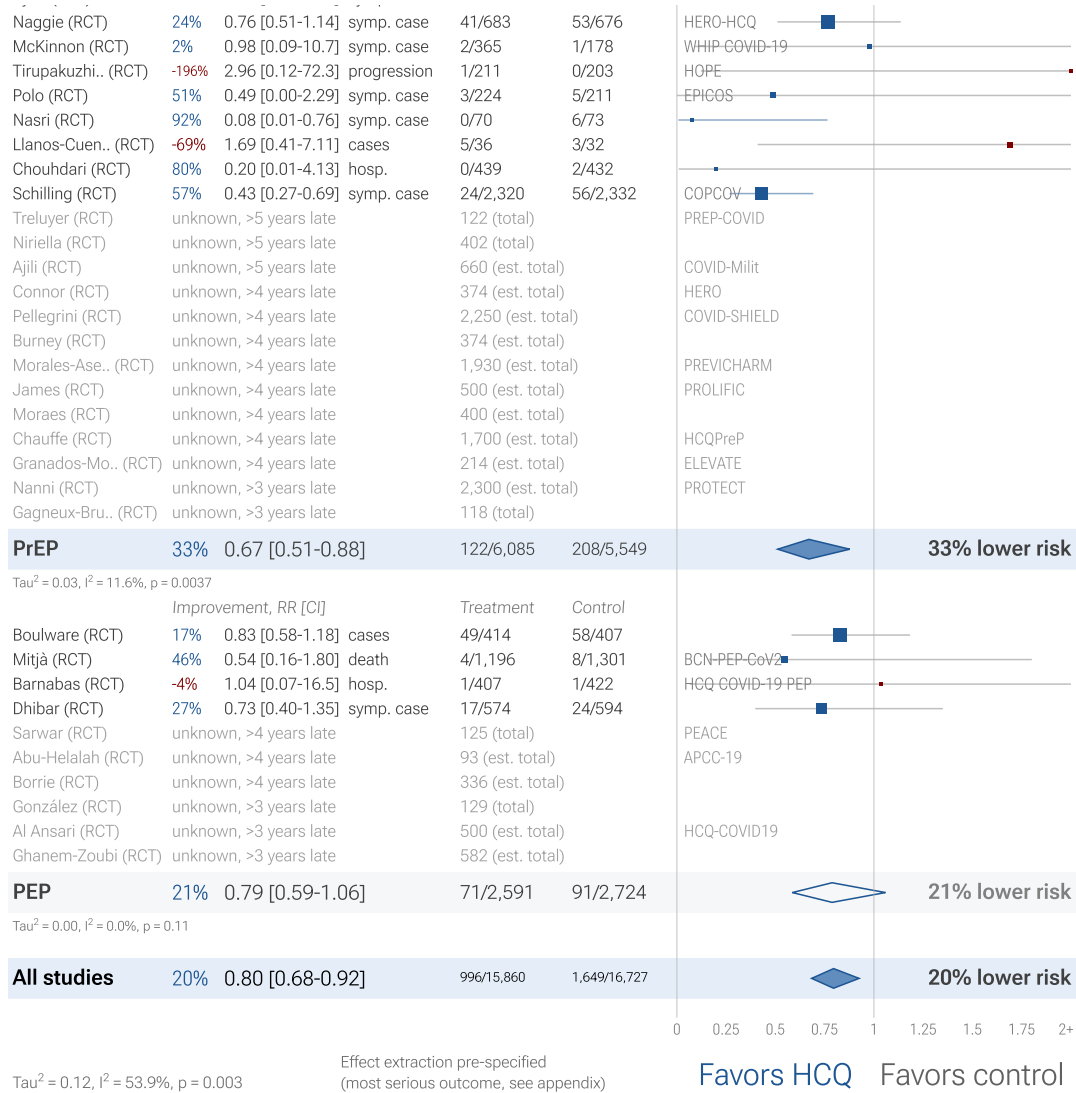 Naggie (RCT) 24% 0.76 [0.51-1.14] symp. case 41/683 53/676 HERO-HCQ
McKinnon (RCT) 2% 0.98 [0.09-10.7] symp. case 2/365 1/178 WHIP COVID-19
Tirupakuzhi.. (RCT) -196% 2.96 [0.12-72.3] progression 1/211 0/203 HOPE
Polo (RCT) 51% 0.49 [0.00-2.29] symp. case 3/224 5/211 EPICOS
Nasri (RCT) 92% 0.08 [0.01-0.76] symp. case 0/70 6/73
Llanos-Cuen.. (RCT) -69% 1.69 [0.41-7.11] cases 5/36 3/32
Chouhdari (RCT) 80% 0.20 [0.01-4.13] hosp. 0/439 2/432
Schilling (RCT) 57% 0.43 [0.27-0.69] symp. case 24/2,320 56/2,332 COPCOV
Treluyer (RCT) unknown, >5 years late 122 (total) PREP-COVID
Niriella (RCT) unknown, >5 years late 402 (total)
Ajili (RCT) unknown, >5 years late 660 (est. total) COVID-Milit
Connor (RCT) unknown, >4 years late 374 (est. total) HERO
Pellegrini (RCT) unknown, >4 years late 2,250 (est. total) COVID-SHIELD
Burney (RCT) unknown, >4 years late 374 (est. total)
Morales-Ase.. (RCT) unknown, >4 years late 1,930 (est. total) PREVICHARM
James (RCT) unknown, >4 years late 500 (est. total) PROLIFIC
Moraes (RCT) unknown, >4 years late 400 (est. total)
Chauffe (RCT) unknown, >4 years late 1,700 (est. total) HCQPreP
Granados-Mo.. (RCT) unknown, >4 years late 214 (est. total) ELEVATE
Nanni (RCT) unknown, >3 years late 2,300 (est. total) PROTECT
Gagneux-Bru.. (RCT) unknown, >3 years late 118 (total)
PrEP 33% 0.67 [0.51-0.88] 122/6,085 208/5,549 33% lower risk
Tau² = 0.03, I² = 11.6%, p = 0.0037
Improvement, RR [CI] Treatment Control
Boulware (RCT) 17% 0.83 [0.58-1.18] cases 49/414 58/407
Mitjà (RCT) 46% 0.54 [0.16-1.80] death 4/1,196 8/1,301 BCN-PEP-CoV2
Barnabas (RCT) -4% 1.04 [0.07-16.5] hosp. 1/407 1/422 HCQ COVID-19 PEP
Dhibar (RCT) 27% 0.73 [0.40-1.35] symp. case 17/574 24/594
Sarwar (RCT) unknown, >4 years late 125 (total) PEACE
Abu-Helalah (RCT) unknown, >4 years late 93 (est. total) APCC-19
Borrie (RCT) unknown, >4 years late 336 (est. total)
González (RCT) unknown, >3 years late 129 (total)
Al Ansari (RCT) unknown, >3 years late 500 (est. total) HCQ-COVID19
Ghanem-Zoubi (RCT) unknown, >3 years late 582 (est. total)
PEP 21% 0.79 [0.59-1.06] 71/2,591 91/2,724 21% lower risk
Tau² = 0.00, I² = 0.0%, p = 0.11
All studies 20% 0.80 [0.68-0.92] 996/15,860 1,649/16,727 20% lower risk
0 0.25 0.5 0.75 1 1.25 1.5 1.75 2+
Tau² = 0.12, I² = 53.9%, p = 0.003
Effect extraction pre-specified
(most serious outcome, see appendix)
Favors HCQ Favors control